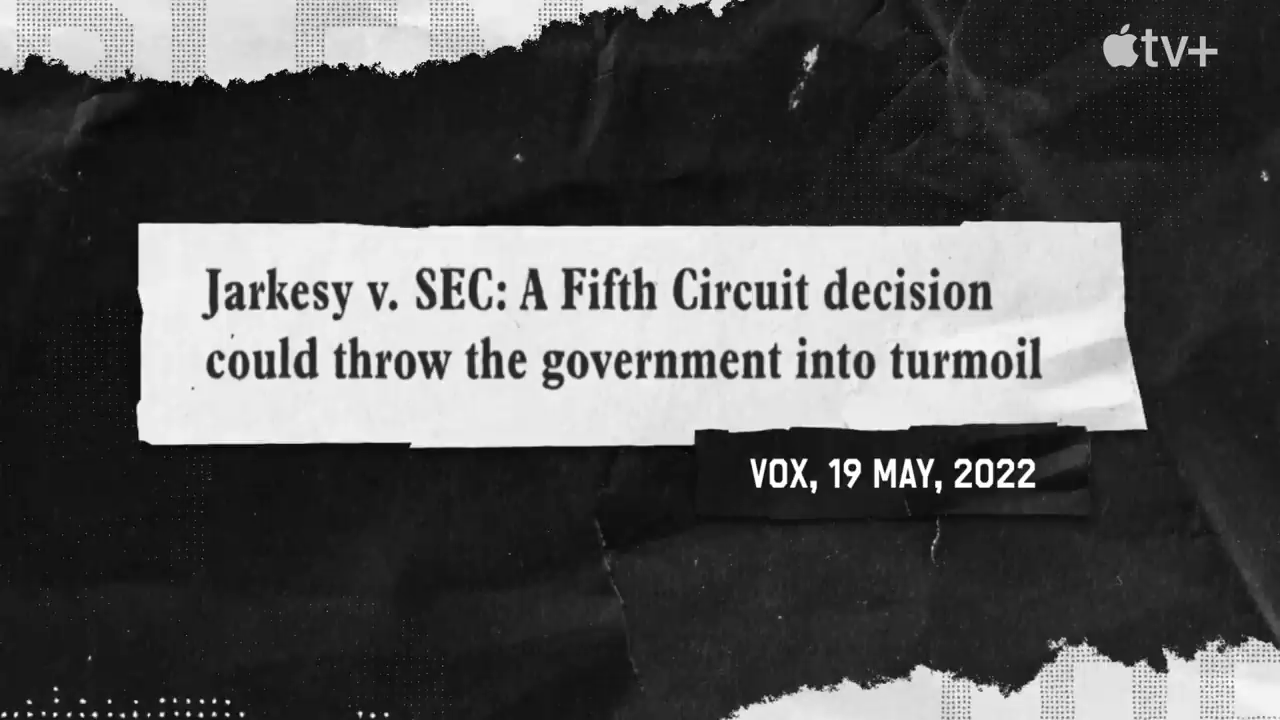 tv+
Jarkesy v. SEC: A Fifth Circuit decision
could throw the government into turmoil
VOX, 19 MAY, 2022